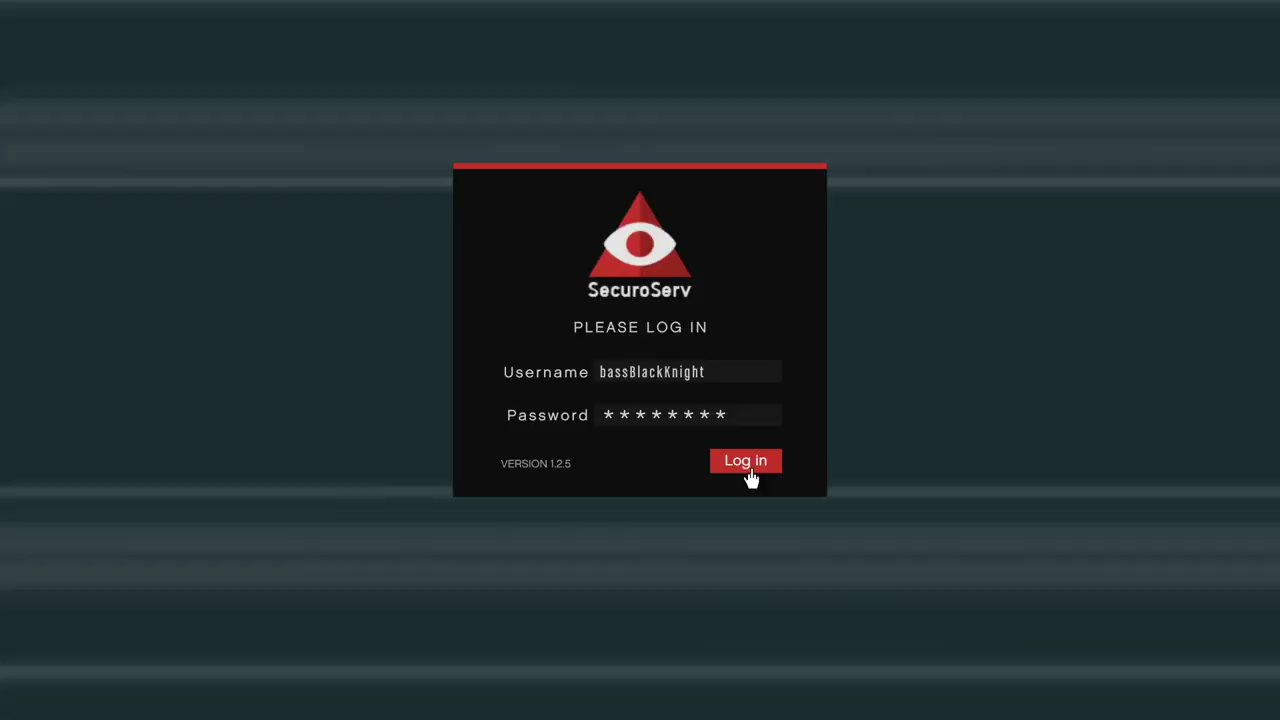 SecuroServ
PLEASE LOG IN
Username bassBlackKnight
Password ********
VERSION 1.2.5 Log in